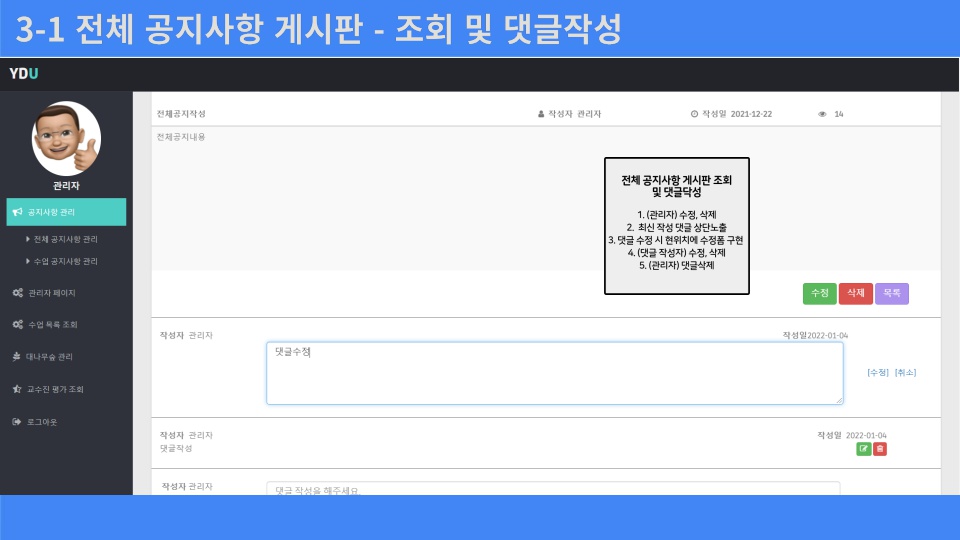 3-1 전체 공지사항 게시판 - 조회 및 댓글작성
YDU
관리자
공지사항 관리
전체 공지사항 관리
수업 공지사항 관리
관리자 페이지
수업 목록 조회
대나무숲 관리
교수진 평가 조회
로그아웃
전체공지작성 작성자 관리자 작성일 2021-12-22 14
전체공지내용
전체 공지사항 게시판 조회
및 댓글닥성
1. (관리자) 수정, 삭제
2. 최신 작성 댓글 상단노출
3. 댓글 수정 시 현위치에 수정폼 구현
4. (댓글 작성자) 수정, 삭제
5. (관리자) 댓글삭제
수정 삭제 목록
작성자 관리자 작성일2022-01-04
댓글수정
[수정] [취소]
작성자 관리자 작성일 2022-01-04
댓글작성
작성자 관리자
댓글 작성을 해주세요.